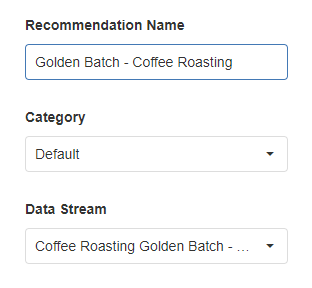 Recommendation Name
Golden Batch - Coffee Roasting
Category
Default
Data Stream
Coffee Roasting Golden Batch - ...